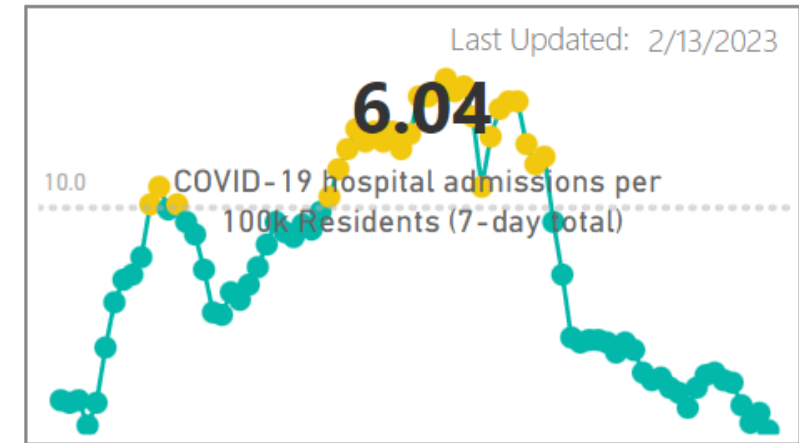 Last Updated: 2/13/2023
6.04
10.0
COVID-19 hospital admissions per
100k Residents (7-day total)